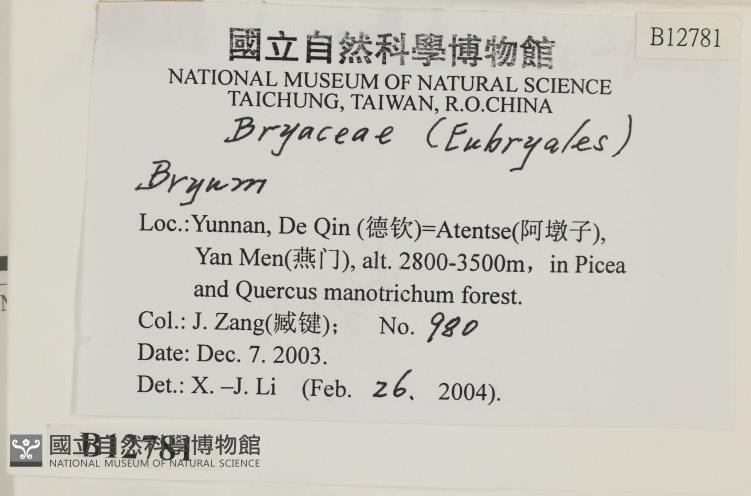 國立自然科學博物館
B12781
NATIONAL MUSEUM OF NATURAL SCIENCE
TAICHUNG, TAIWAN, R.O.CHINA
Bryaceae (Eubryales)
Bryum
Loc.:Yunnan, De Qin (德钦)=Atentse(阿墩子),
Yan Men(燕门), alt. 2800-3500m，in Picea
and Quercus manotrichum forest.
Col.: J. Zang(臧键)； No. 980
Date: Dec. 7. 2003.
Det.: X. –J. Li (Feb. 26. 2004).
B12781
國立自然科學博物館
NATIONAL MUSEUM OF NATURAL SCIENCE